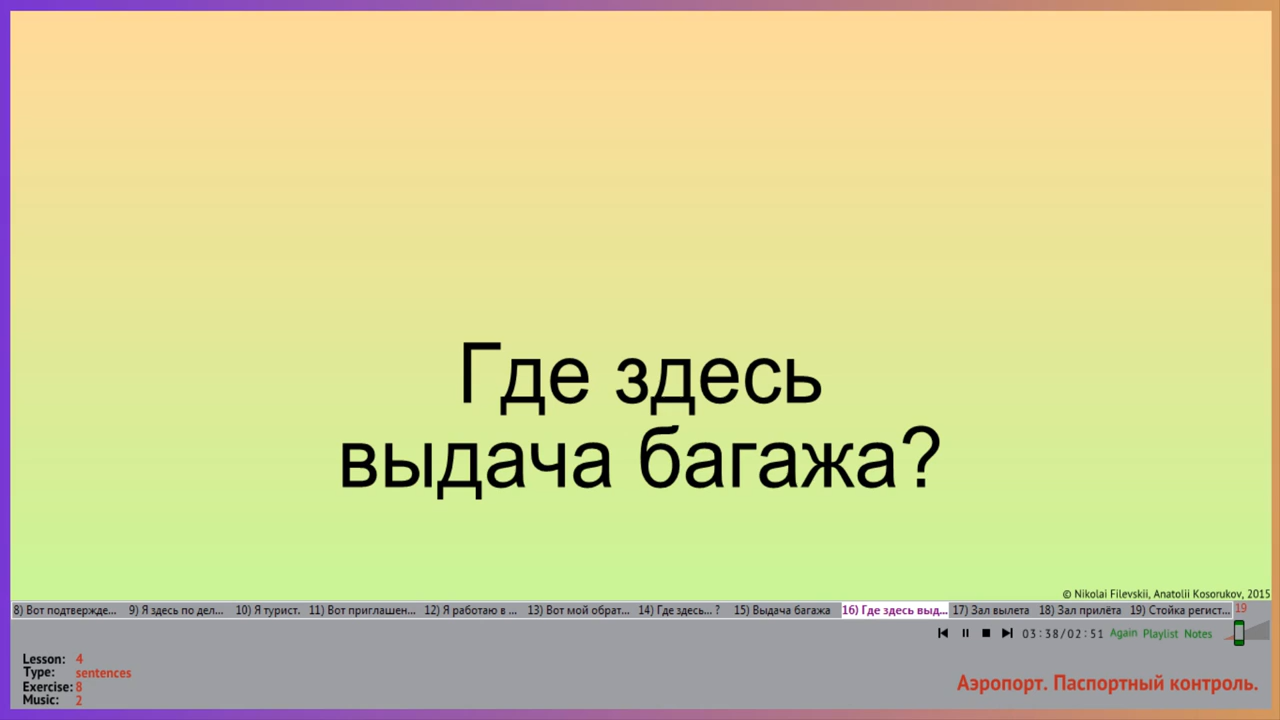 Где здесь
выдача багажа?
© Nikolai Filevskii, Anatolii Kosorukov, 2015
8) Вот подтвержде... 9) Я здесь по дел... 10) Я турист. 11) Вот приглашен... 12) Я работаю в ... 13) Вот мой обрат... 14) Где здесь... ? 15) Выдача багажа 16) Где здесь выд... 17) Зал вылета 18) Зал прилёта 19) Стойка регист... 19
03:38/02:51 Again Playlist Notes
Lesson: 4
Type: sentences
Exercise: 8
Music: 2
Аэропорт. Паспортный контроль.